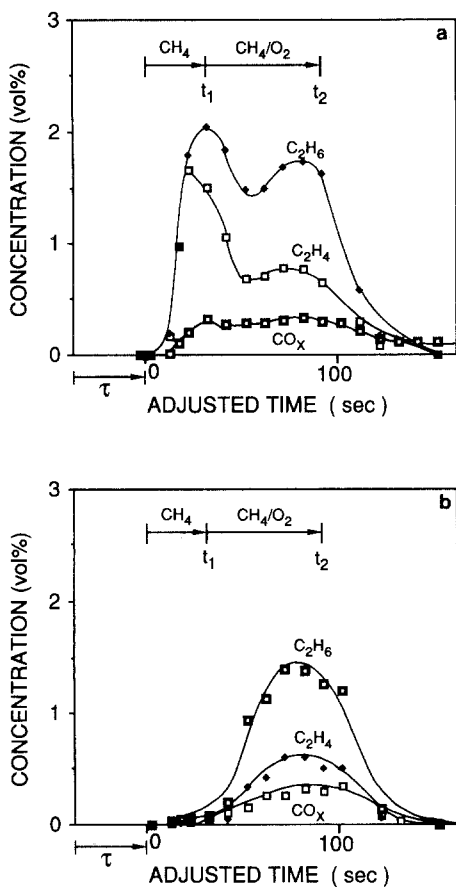 a
3
2
1
0
CONCENTRATION (vol%)
CH₄
CH₄/O₂
t₁
t₂
C₂H₆
C₂H₄
COₓ
τ
0
100
ADJUSTED TIME ( sec )
b
3
2
1
0
CONCENTRATION (vol%)
CH₄
CH₄/O₂
t₁
t₂
C₂H₆
C₂H₄
COₓ
τ
0
100
ADJUSTED TIME ( sec )